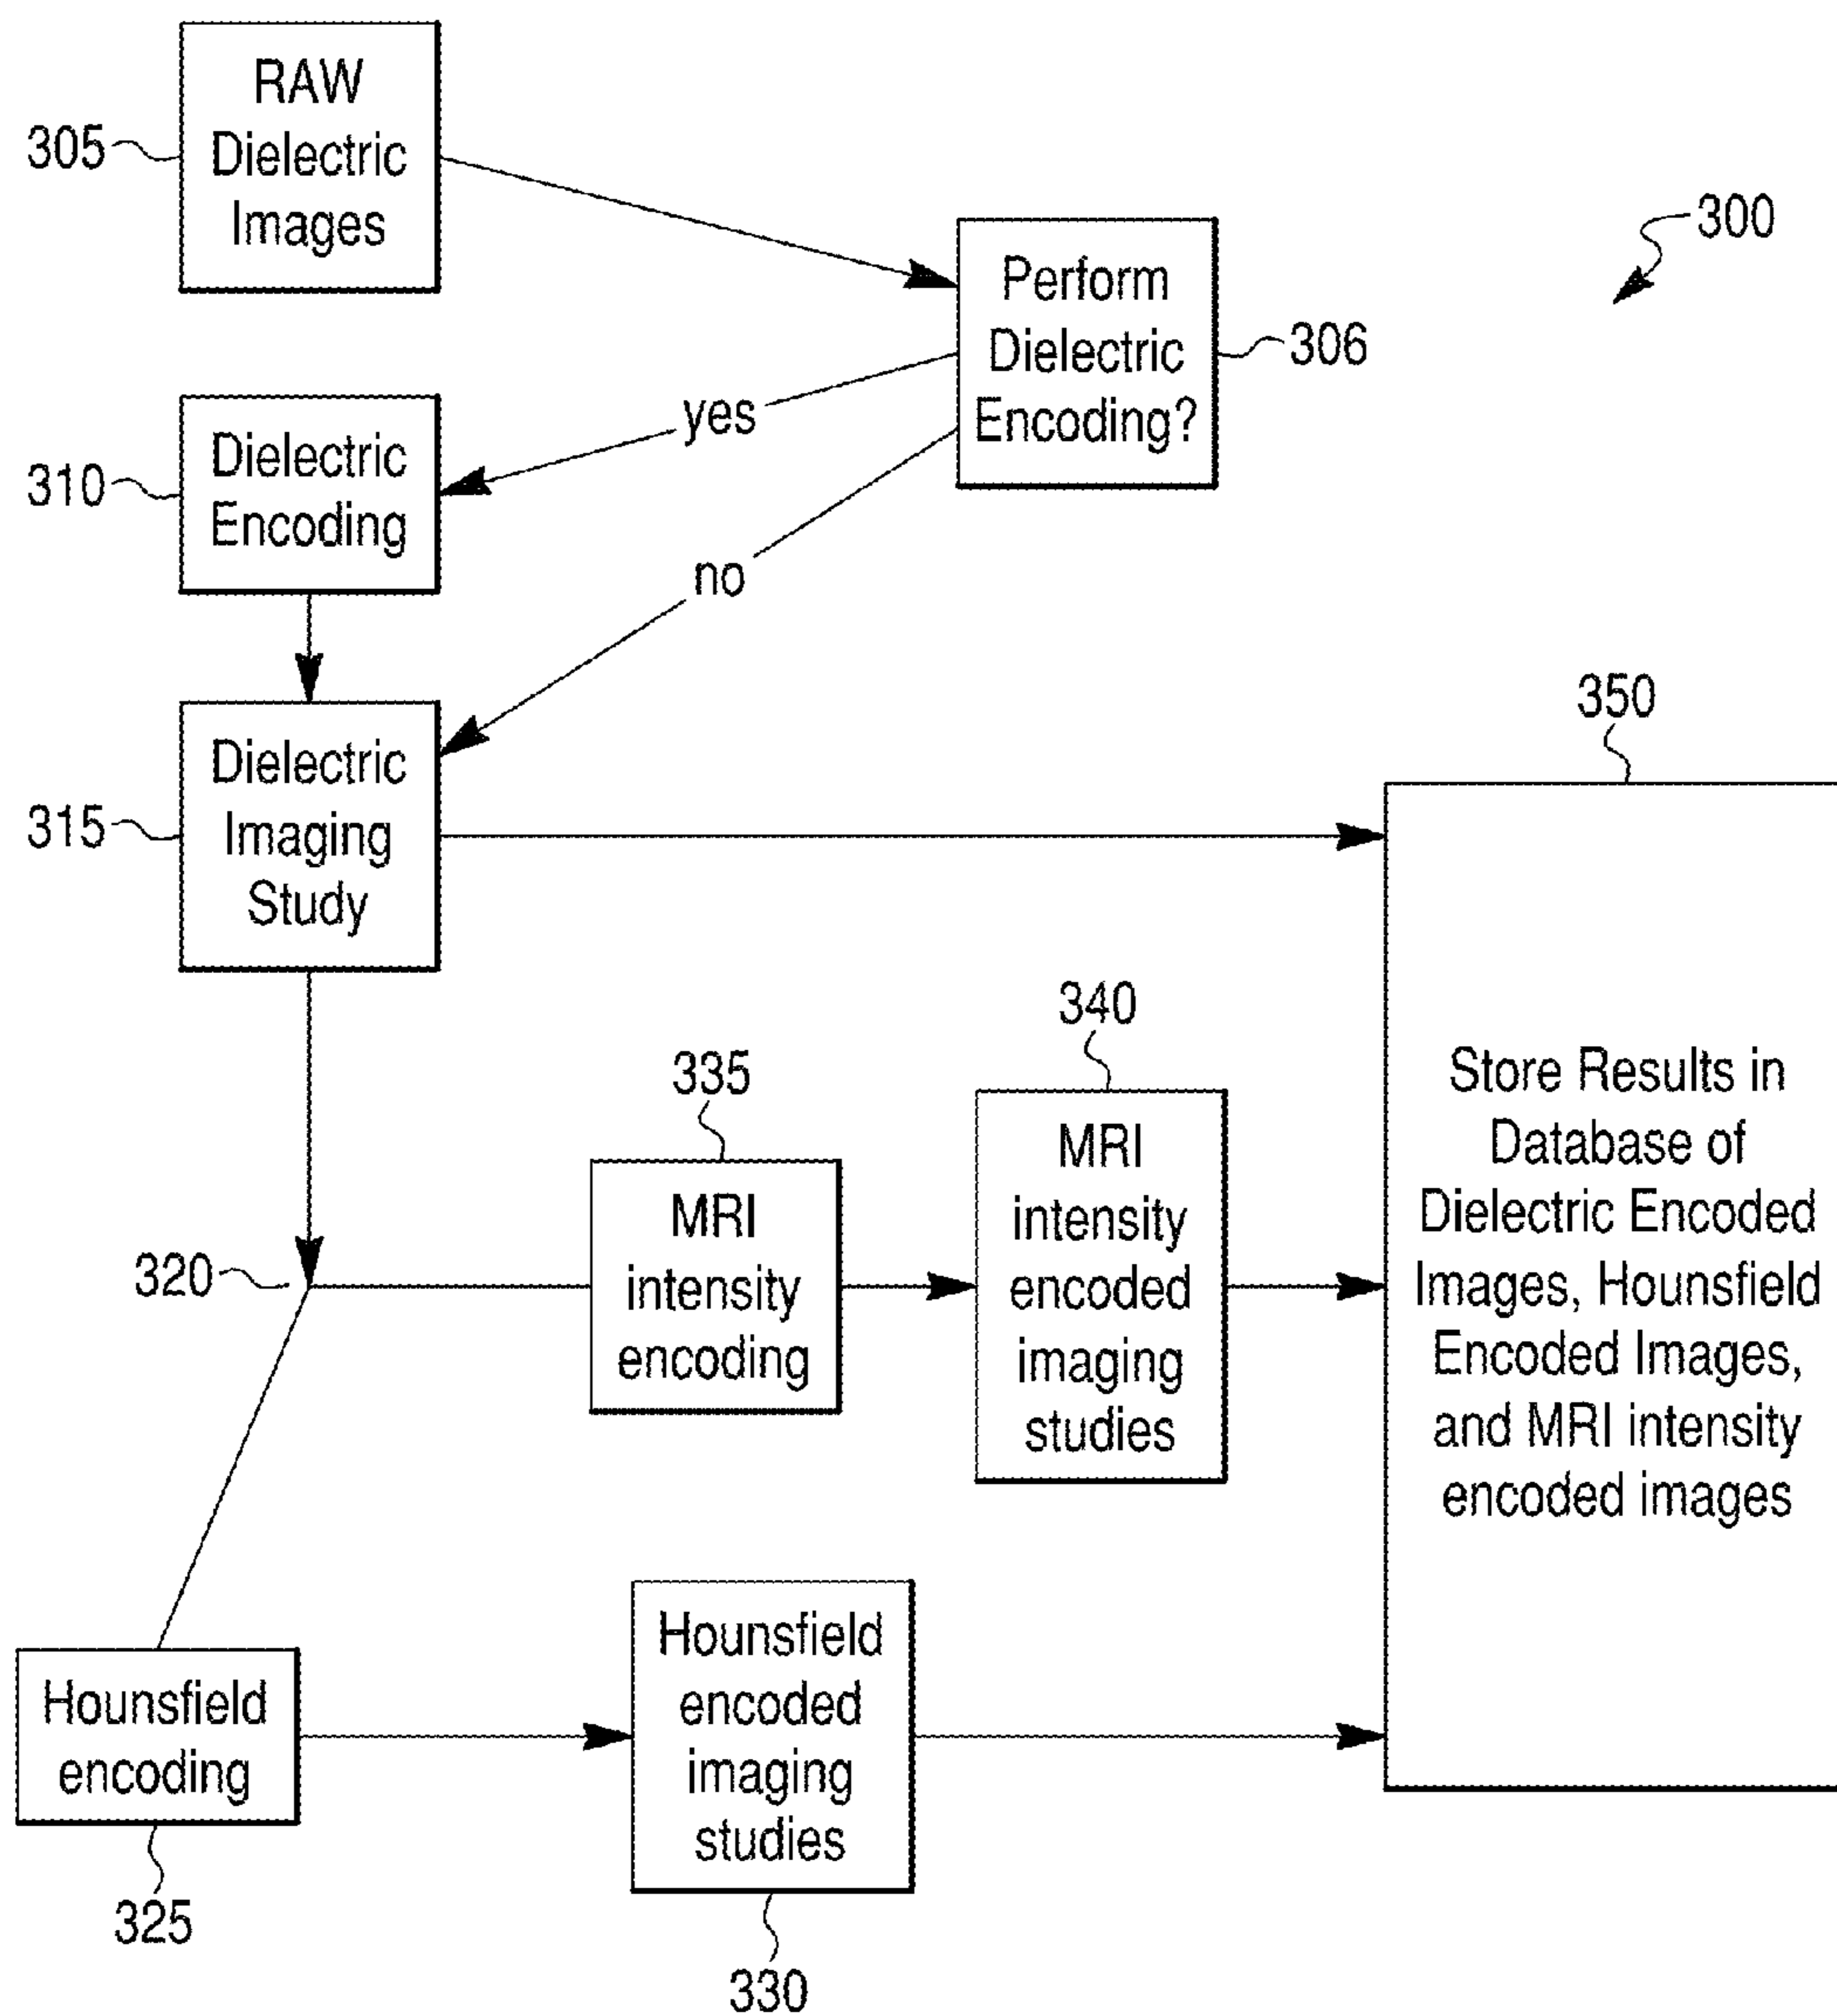 RAW
Dielectric
Images
305
300
Perform
Dielectric
Encoding?
306
yes
Dielectric
Encoding
310
no
Dielectric
Imaging
Study
315
350
Store Results in
Database of
Dielectric Encoded
Images, Hounsfield
Encoded Images,
and MRI intensity
encoded images
340
MRI
intensity
encoded
imaging
studies
335
MRI
intensity
encoding
320
Hounsfield
encoding
325
Hounsfield
encoded
imaging
studies
330